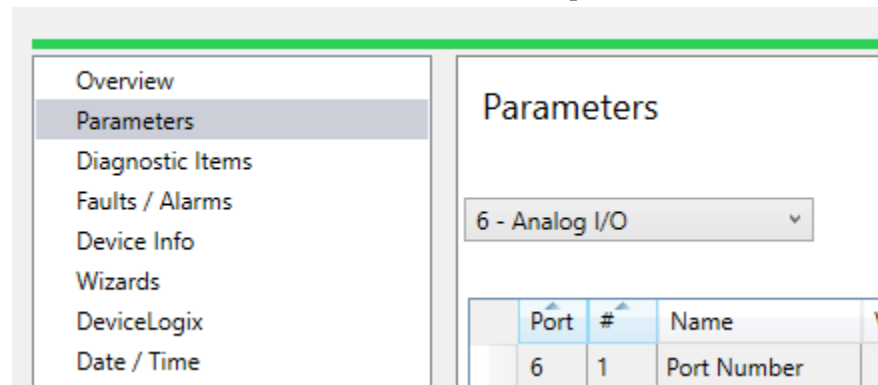 Overview
Parameters
Diagnostic Items
Faults / Alarms
Device Info
Wizards
DeviceLogix
Date / Time
Parameters
6 - Analog I/O
Port # Name
6 1 Port Number